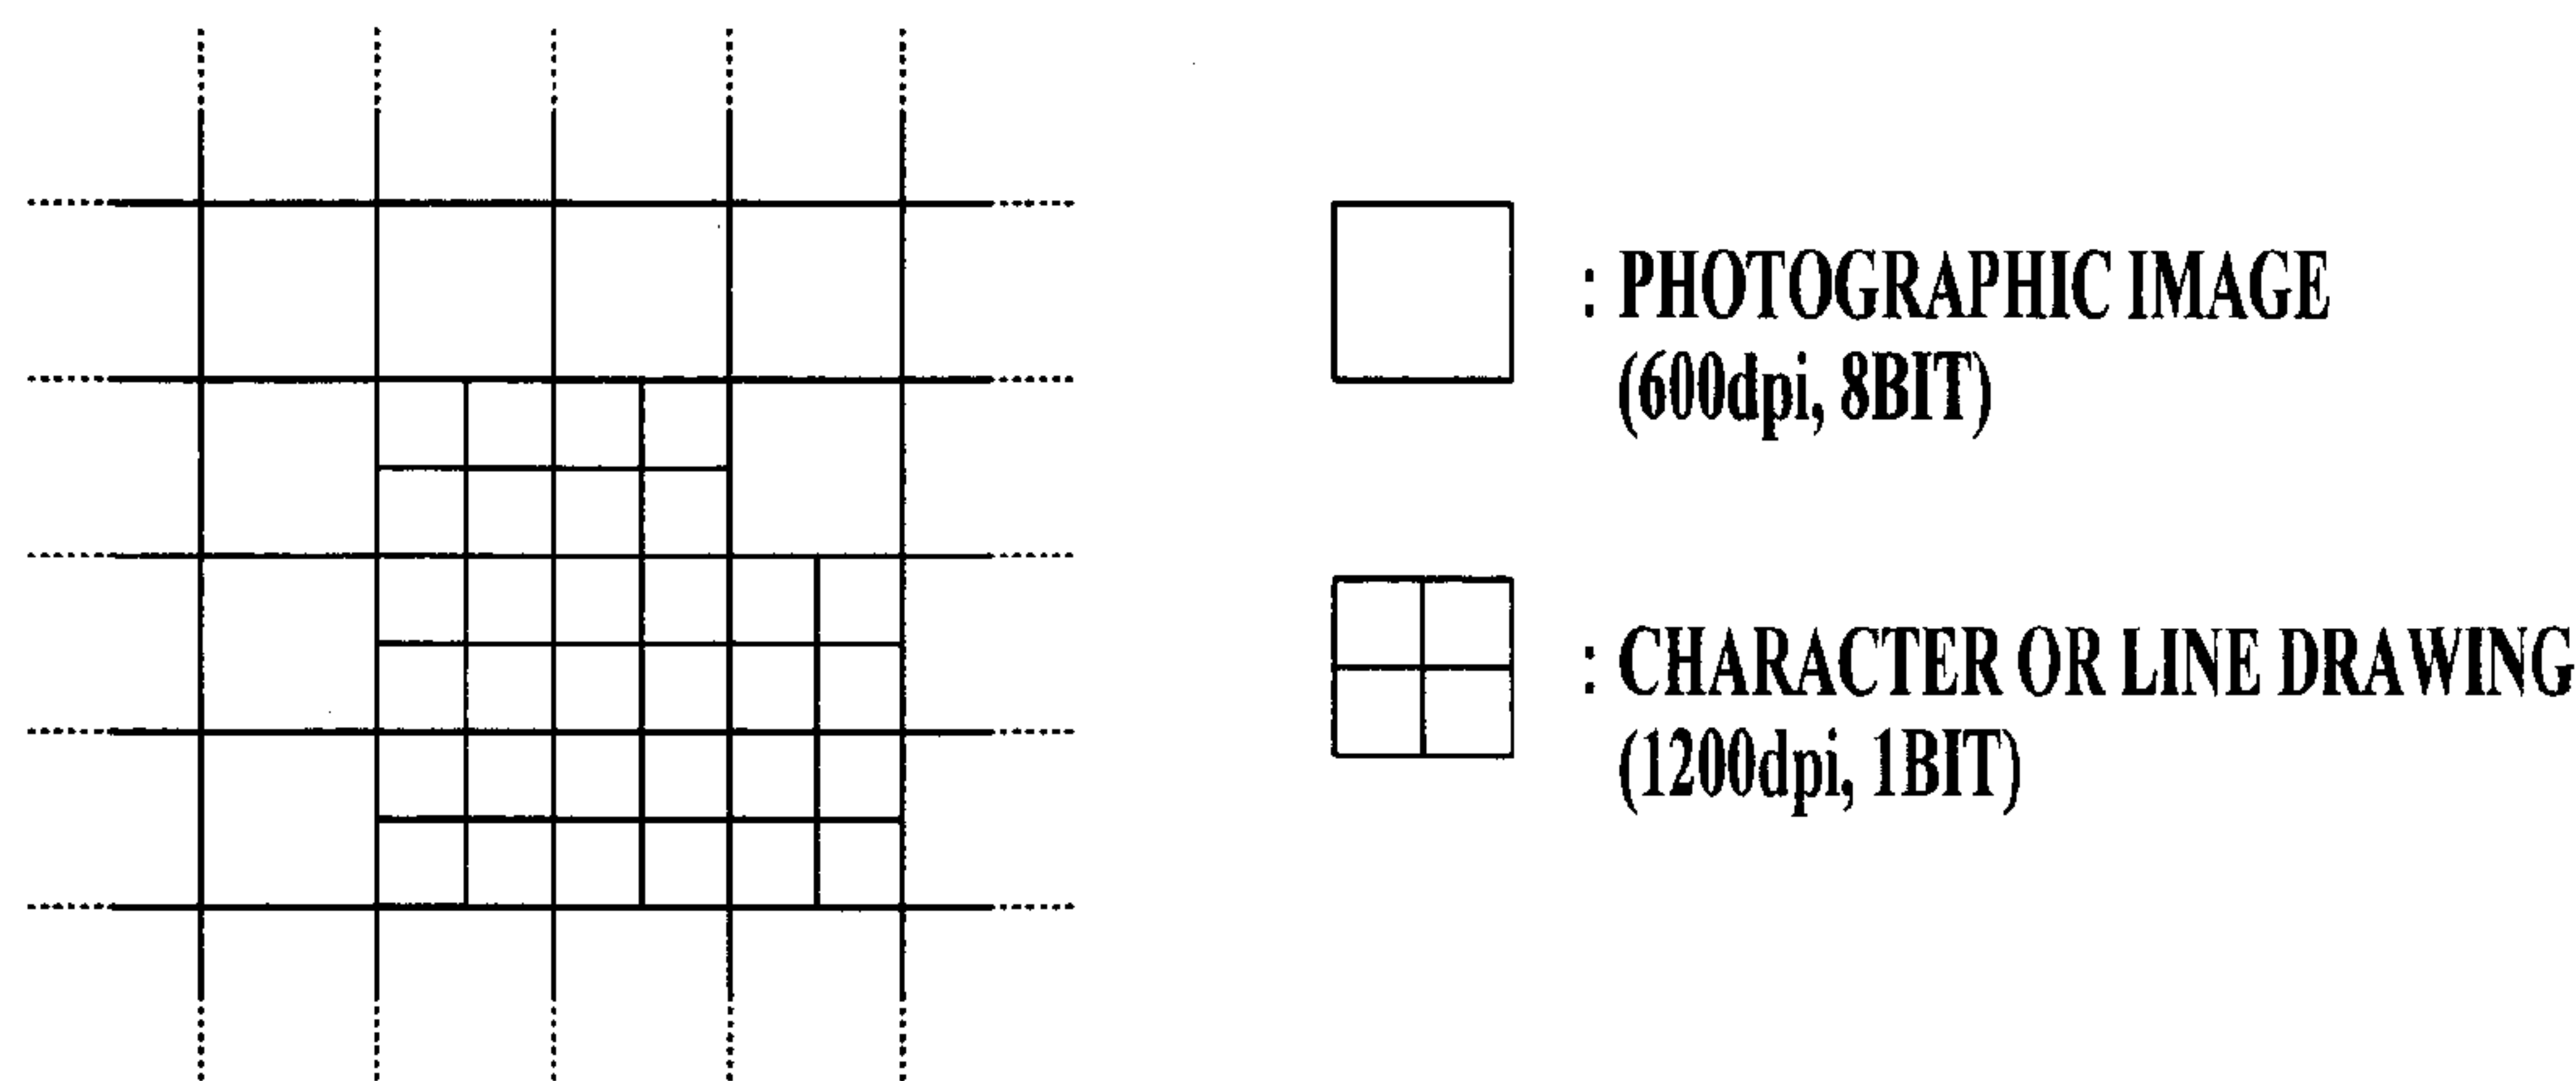 : PHOTOGRAPHIC IMAGE
(600dpi, 8BIT)
: CHARACTER OR LINE DRAWING
(1200dpi, 1BIT)